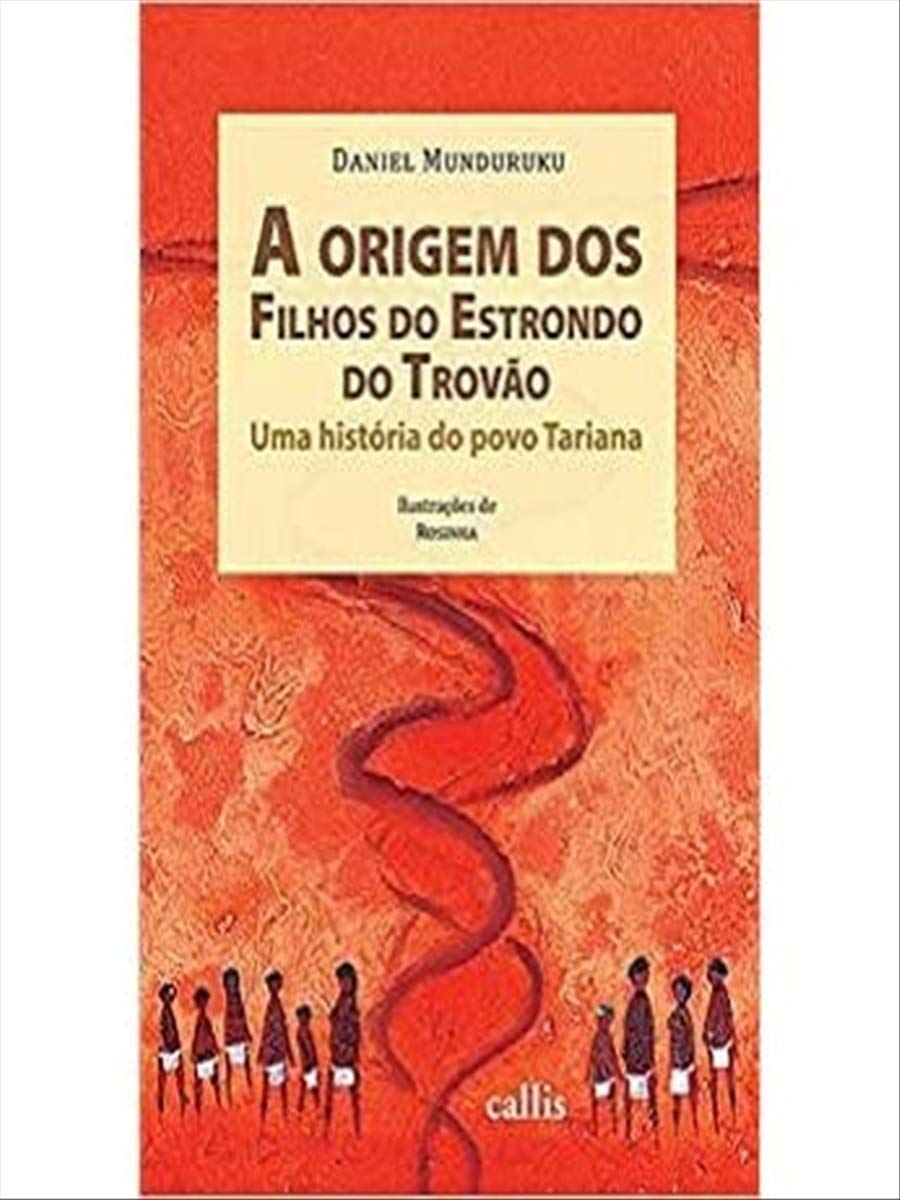 DANIEL MUNDURUKU
A ORIGEM DOS
FILHOS DO ESTRONDO
DO TROVÃO
Uma história do povo Tariana
Ilustrações de
ROSINHA
callis